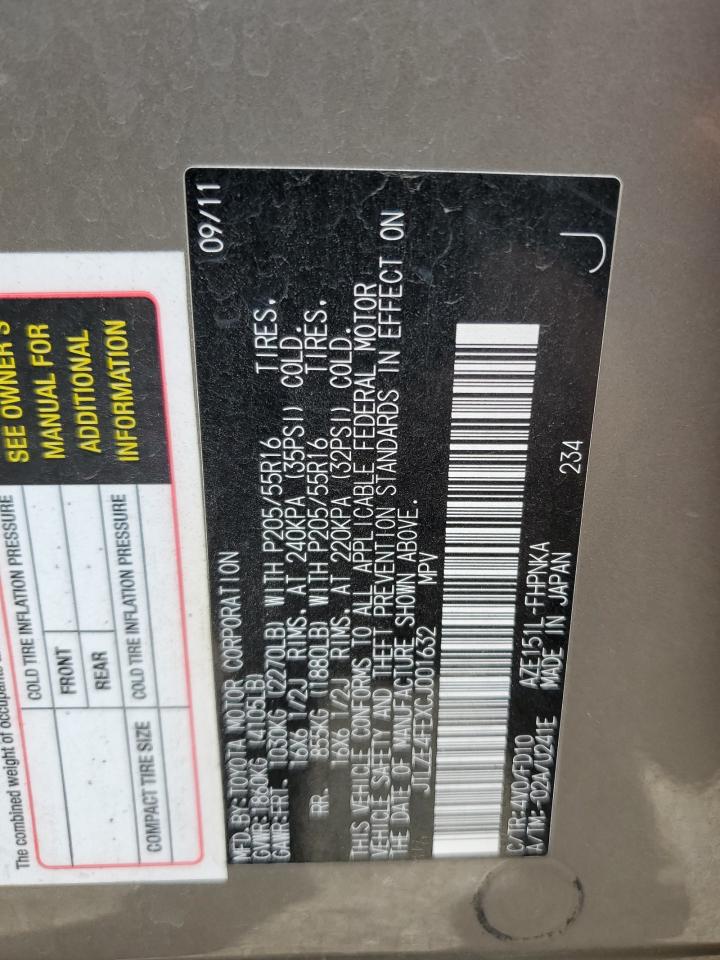 The combined weight of occupants
COLD TIRE INFLATION PRESSURE
FRONT
REAR
COMPACT TIRE SIZE
COLD TIRE INFLATION PRESSURE
SEE OWNER'S
MANUAL FOR
ADDITIONAL
INFORMATION
MFD. BY: TOYOTA MOTOR CORPORATION 09/11
GVWR: 1860KG (4105LB)
GAWR: FRT. 1030KG (2270LB) WITH P205/55R16 TIRES.
16X6 1/2J RIMS. AT 240KPA (35PSI) COLD.
RR. 855KG (1880LB) WITH P205/55R16 TIRES.
16X6 1/2J RIMS. AT 220KPA (32PSI) COLD.
THIS VEHICLE CONFORMS TO ALL APPLICABLE FEDERAL MOTOR
VEHICLE SAFETY AND THEFT PREVENTION STANDARDS IN EFFECT ON
THE DATE OF MANUFACTURE SHOWN ABOVE.
JTLZE4FEXCJ001632 MPV
C/TR: 4V0/FD10 AZE151L-FHPNKA 234
A/TM: -02A/U241E MADE IN JAPAN J